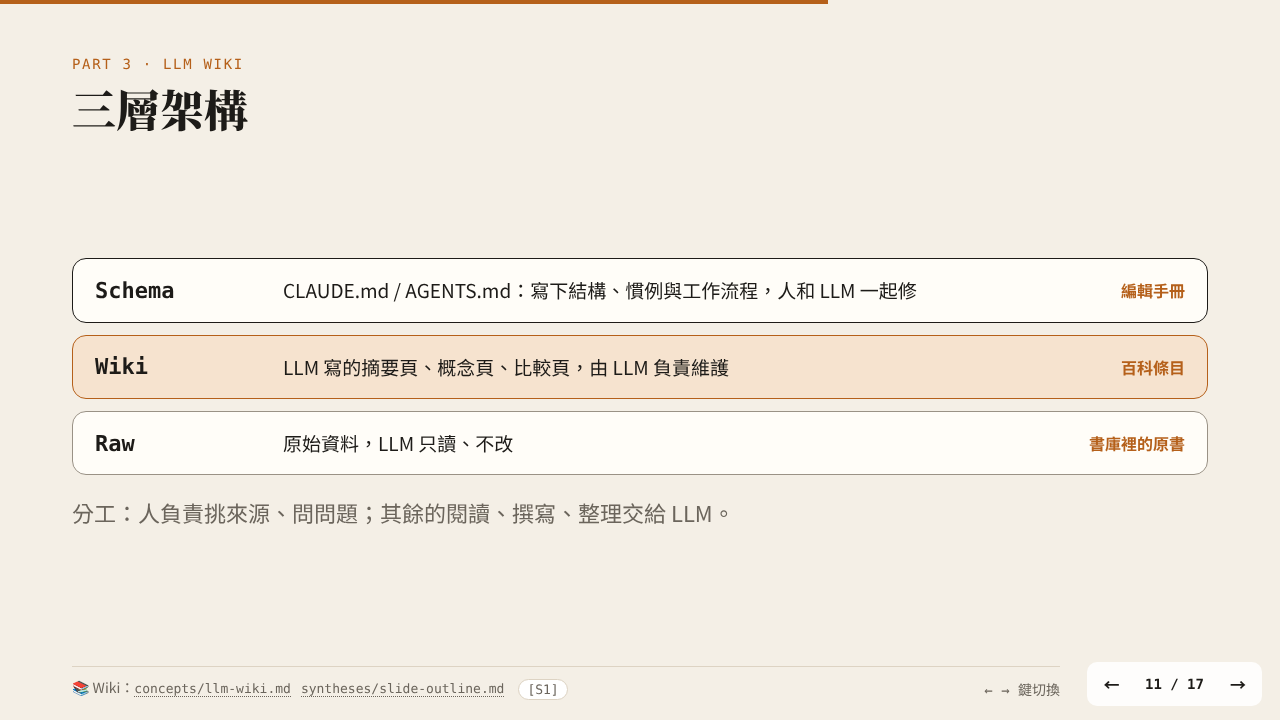 PART 3 · LLM WIKI
三層架構
Schema
CLAUDE.md / AGENTS.md：寫下結構、慣例與工作流程，人和 LLM 一起修
編輯手冊
Wiki
LLM 寫的摘要頁、概念頁、比較頁，由 LLM 負責維護
百科條目
Raw
原始資料，LLM 只讀、不改
書庫裡的原書
分工：人負責挑來源、問問題；其餘的閱讀、撰寫、整理交給 LLM。
📚 Wiki：concepts/llm-wiki.md syntheses/slide-outline.md [S1]
← → 鍵切換
← 11 / 17 →